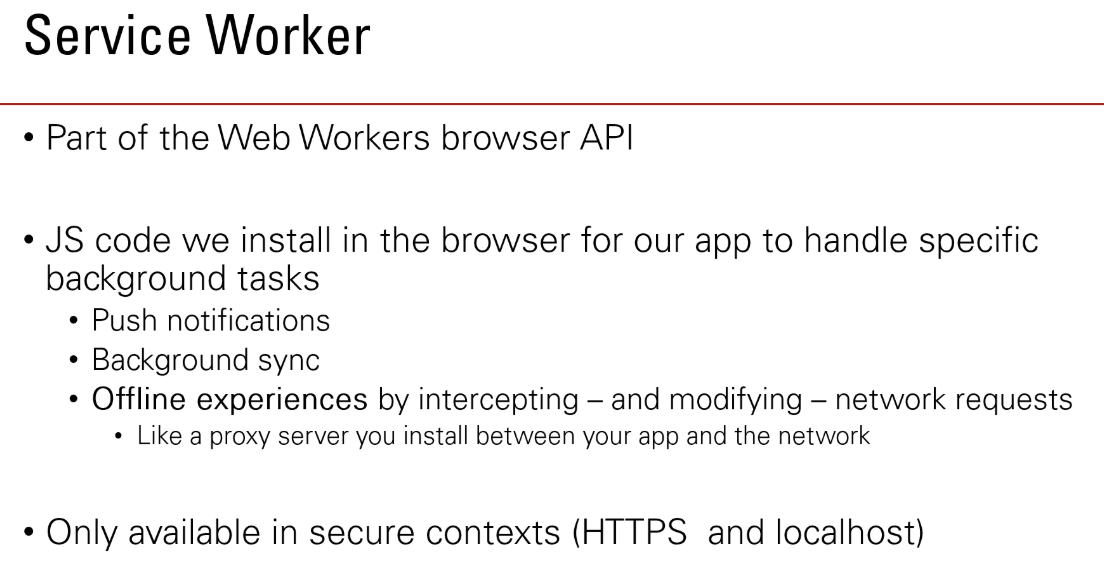 Service Worker
• Part of the Web Workers browser API
• JS code we install in the browser for our app to handle specific
background tasks
• Push notifications
• Background sync
• Offline experiences by intercepting – and modifying – network requests
• Like a proxy server you install between your app and the network
• Only available in secure contexts (HTTPS  and localhost)